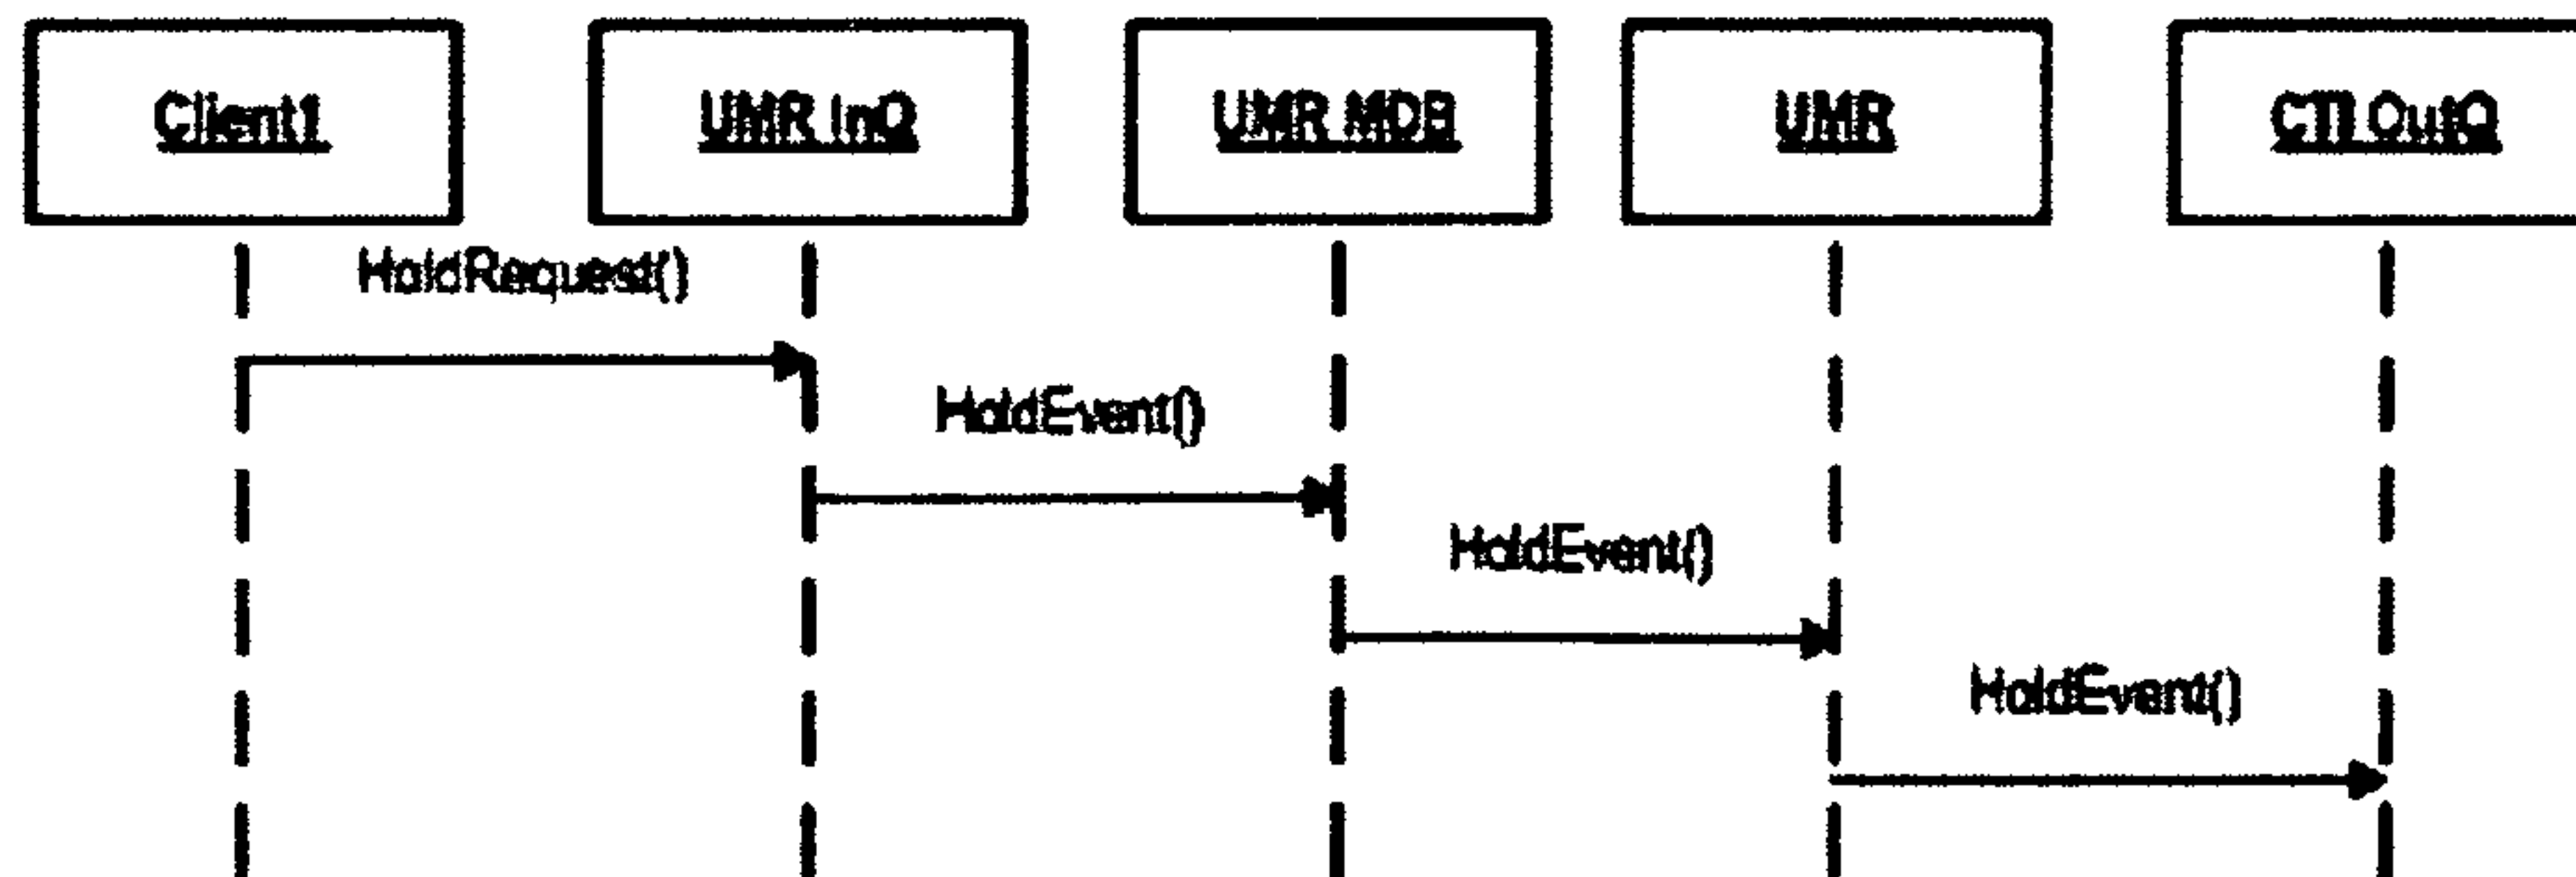 Client1
UMR InQ
UMR MDB
UMR
CTI OutQ
HoldRequest()
HoldEvent()
HoldEvent()
HoldEvent()